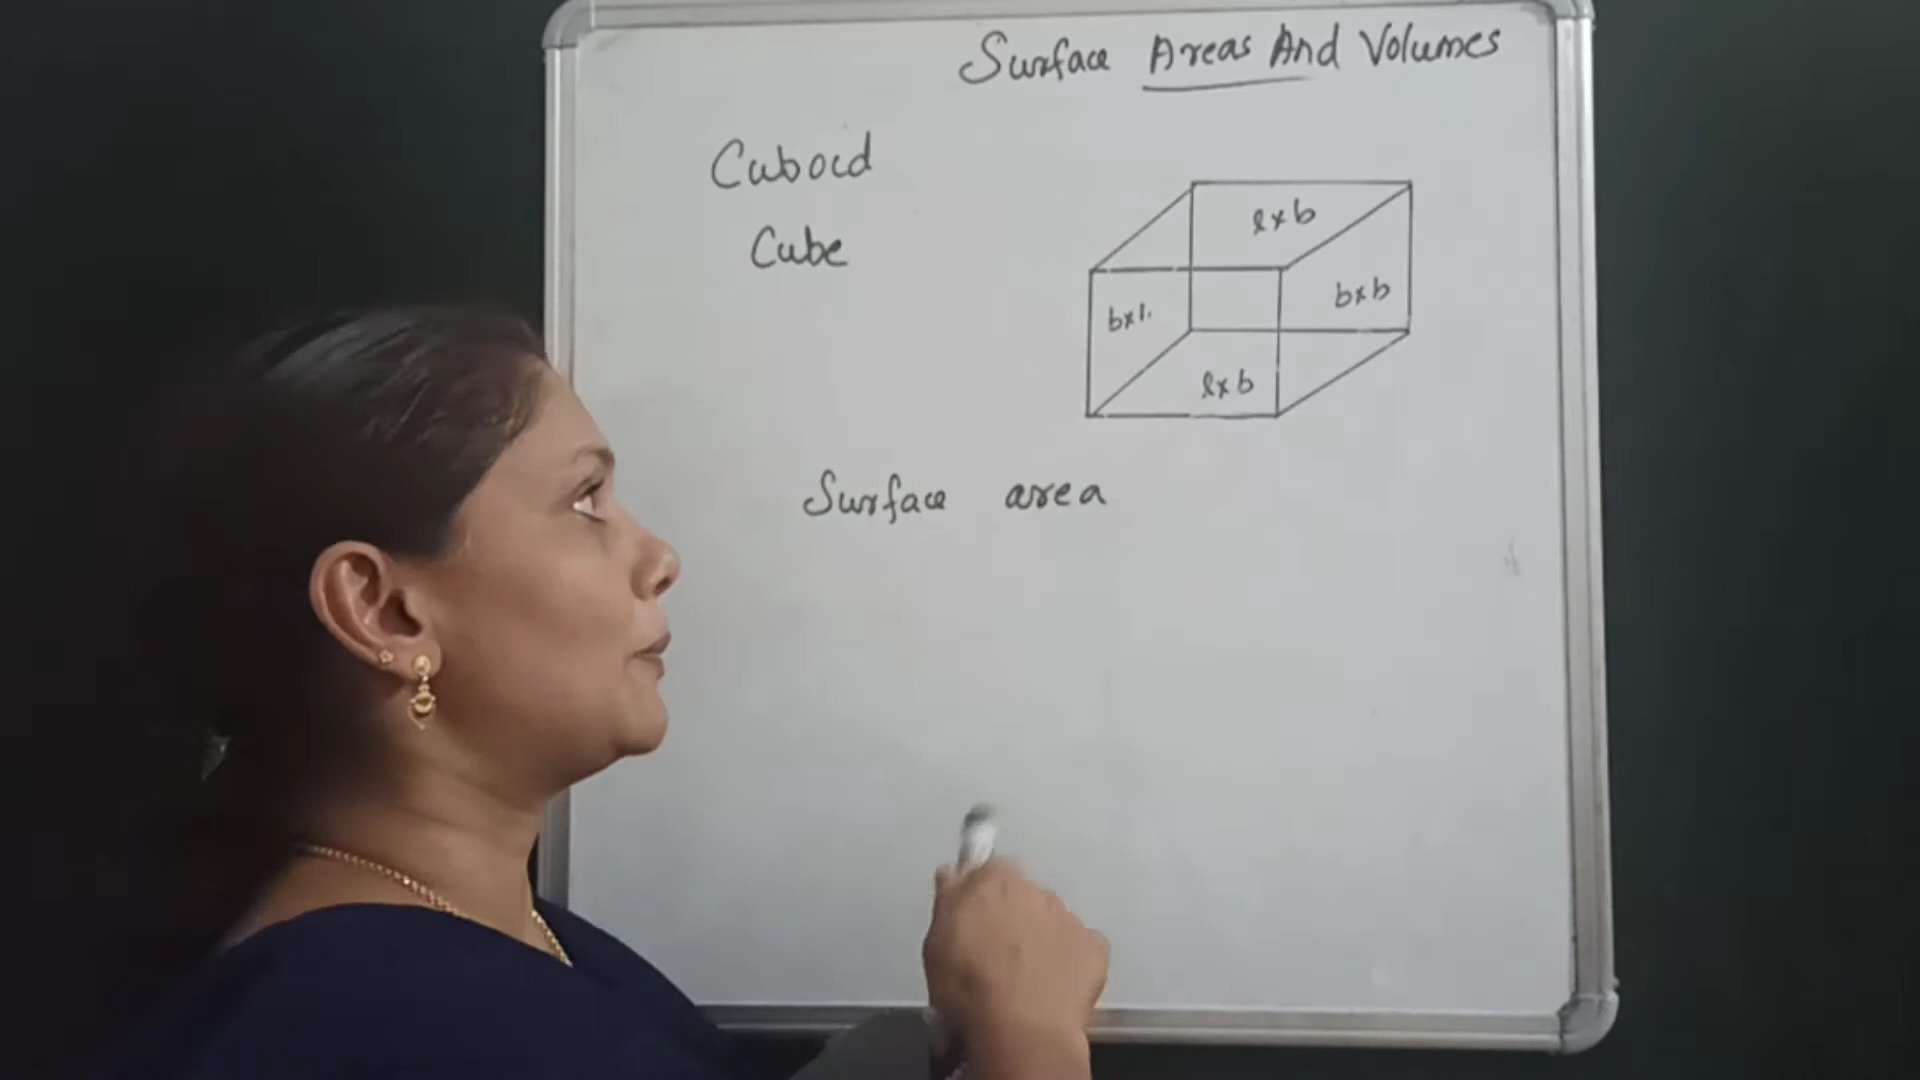 Surface Areas And Volumes
Cuboid
Cube
l×b
b×b
l×b
Surface area